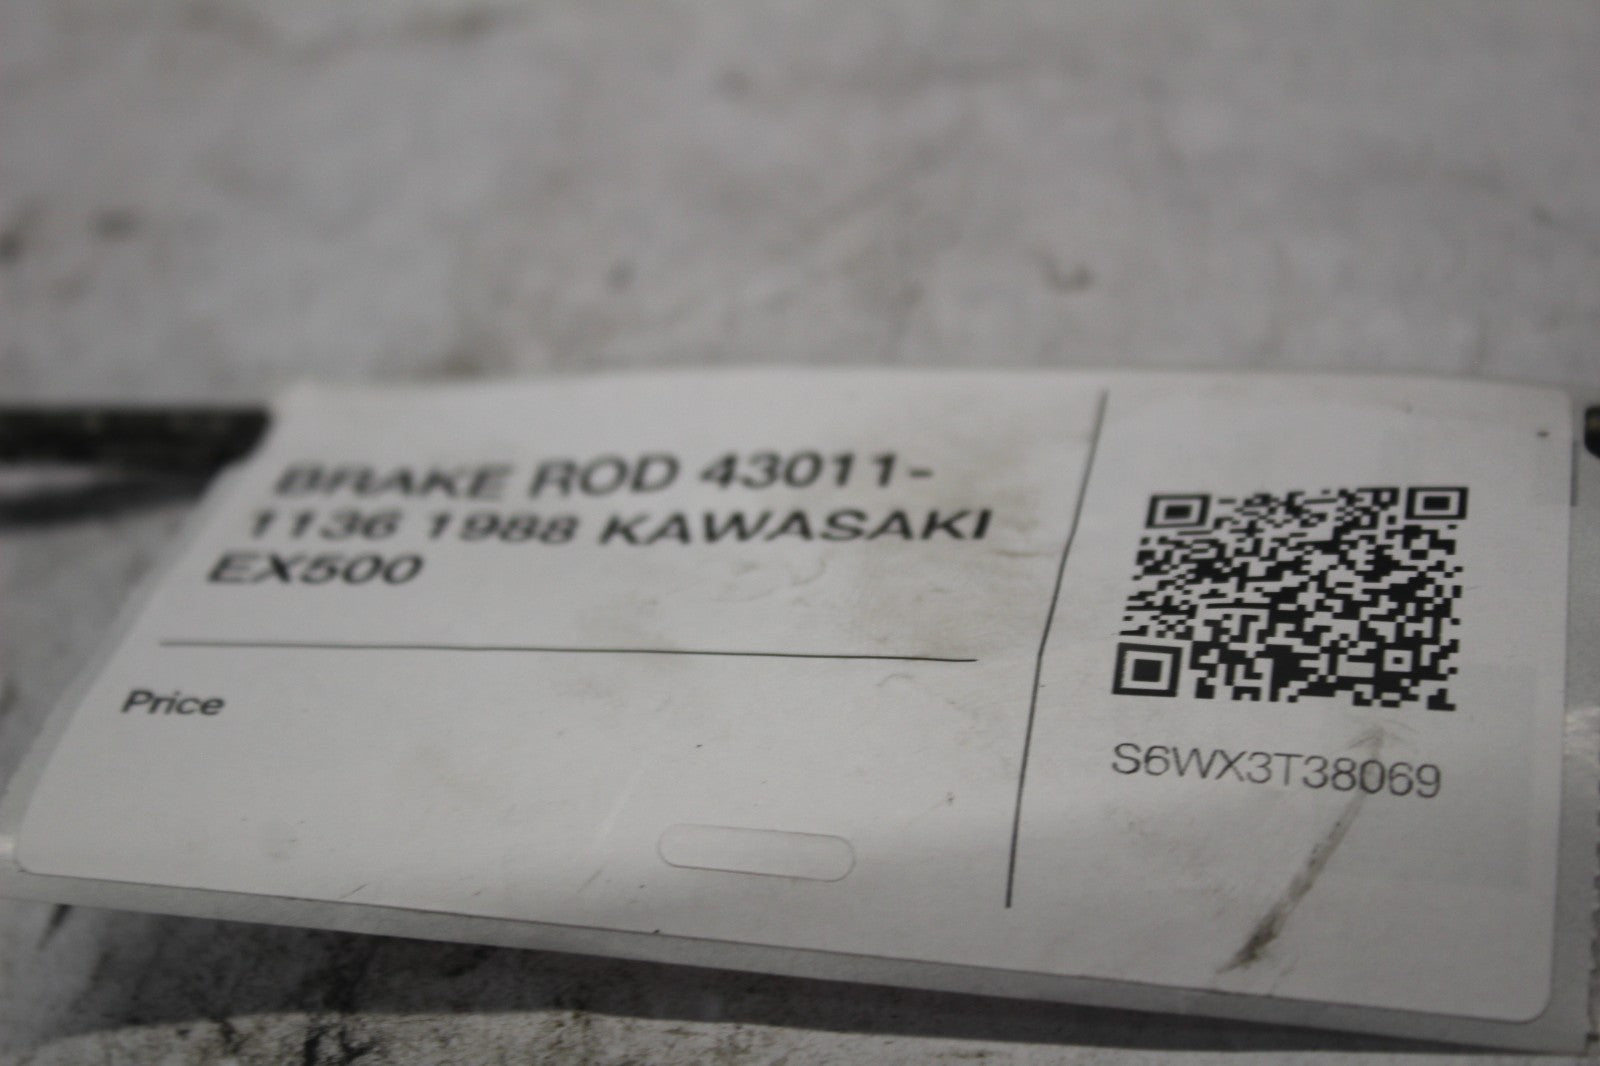 BRAKE ROD 43011-
1136 1988 KAWASAKI
EX500
Price
S6WX3T38069